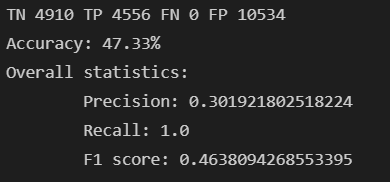 TN 4910 TP 4556 FN 0 FP 10534
Accuracy: 47.33%
Overall statistics:
Precision: 0.301921802518224
Recall: 1.0
F1 score: 0.4638094268553395